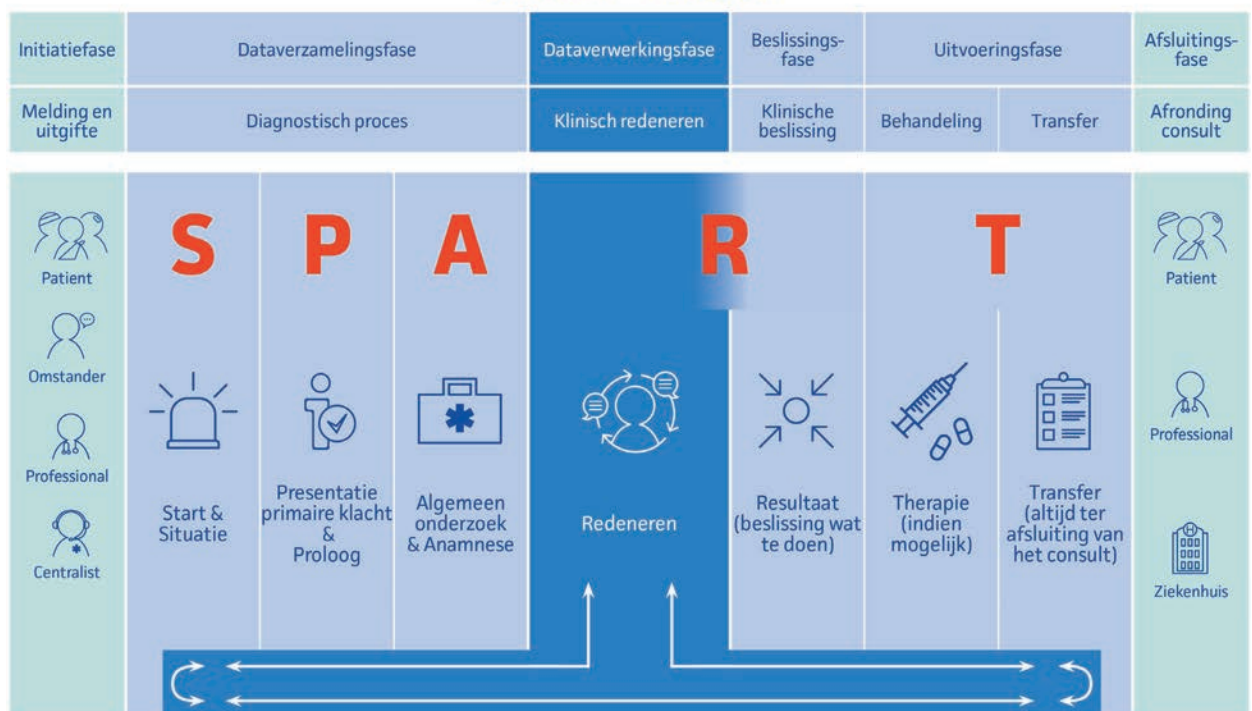 Initiatiefase
Dataverzamelingsfase
Dataverwerkingsfase
Beslissings-
fase
Uitvoeringsfase
Afsluitings-
fase
Melding en
uitgifte
Diagnostisch proces
Klinisch redeneren
Klinische
beslissing
Behandeling
Transfer
Afronding
consult
Patient
Omstander
Professional
Centralist
S
P
A
R
T
Start &
Situatie
Presentatie
primaire klacht
&
Proloog
Algemeen
onderzoek
& Anamnese
Redeneren
Resultaat
(beslissing wat
te doen)
Therapie
(indien
mogelijk)
Transfer
(altijd ter
afsluiting van
het consult)
Patient
Professional
H
Ziekenhuis